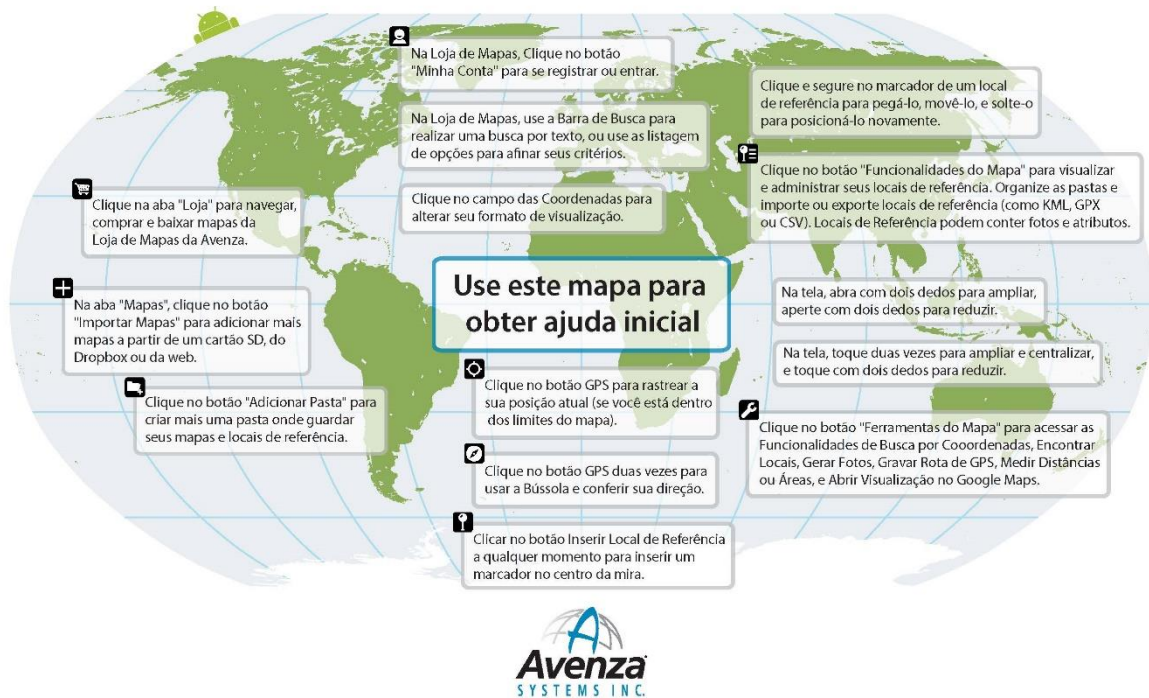 Na Loja de Mapas, Clique no botão
"Minha Conta" para se registrar ou entrar.
Na Loja de Mapas, use a Barra de Busca para
realizar uma busca por texto, ou use as listagem
de opções para afinar seus critérios.
Clique no campo das Coordenadas para
alterar seu formato de visualização.
Clique e segure no marcador de um local
de referência para pegá-lo, movê-lo, e solte-o
para posicioná-lo novamente.
Clique no botão "Funcionalidades do Mapa" para visualizar
e administrar seus locais de referência. Organize as pastas e
importe ou exporte locais de referência (como KML, GPX
ou CSV). Locais de Referência podem conter fotos e atributos.
Clique na aba "Loja" para navegar,
comprar e baixar mapas da
Loja de Mapas da Avenza.
Na aba "Mapas", clique no botão
"Importar Mapas" para adicionar mais
mapas a partir de um cartão SD, do
Dropbox ou da web.
Clique no botão "Adicionar Pasta" para
criar mais uma pasta onde guardar
seus mapas e locais de referência.
Use este mapa para
obter ajuda inicial
Na tela, abra com dois dedos para ampliar,
aperte com dois dedos para reduzir.
Na tela, toque duas vezes para ampliar e centralizar,
e toque com dois dedos para reduzir.
Clique no botão GPS para rastrear a
sua posição atual (se você está dentro
dos limites do mapa).
Clique no botão GPS duas vezes para
usar a Bússola e conferir sua direção.
Clicar no botão Inserir Local de Referência
a qualquer momento para inserir um
marcador no centro da mira.
Clique no botão "Ferramentas do Mapa" para acessar as
Funcionalidades de Busca por Cooordenadas, Encontrar
Locais, Gerar Fotos, Gravar Rota de GPS, Medir Distâncias
ou Áreas, e Abrir Visualização no Google Maps.
Avenza
SYSTEMS INC.